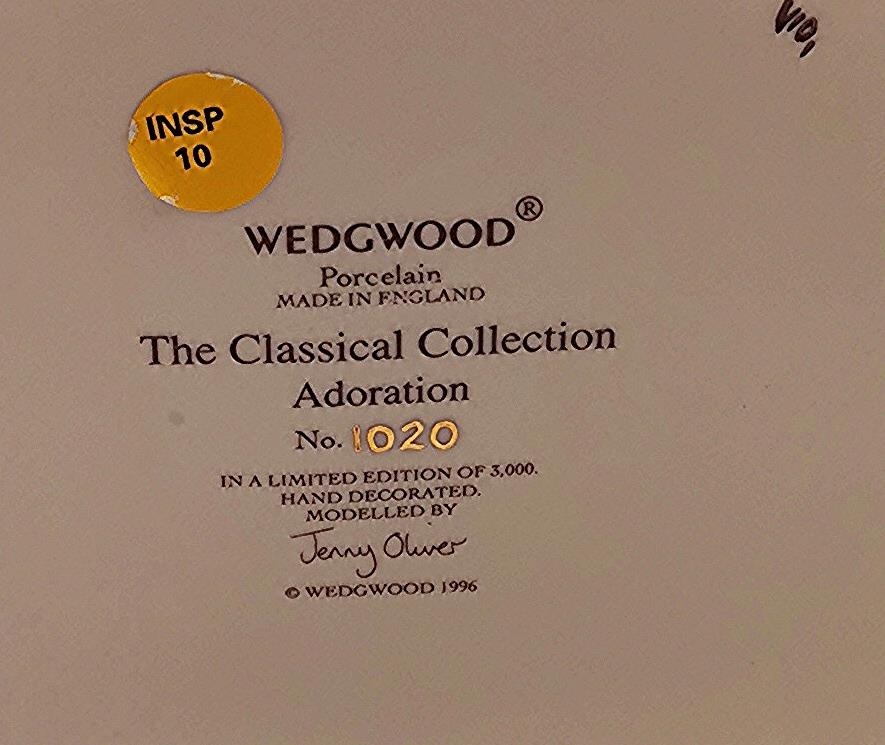 INSP
10
WEDGWOOD®
Porcelain
MADE IN ENGLAND
The Classical Collection
Adoration
No. 1020
IN A LIMITED EDITION OF 3,000.
HAND DECORATED.
MODELLED BY
Jenny Oliver
© WEDGWOOD 1996